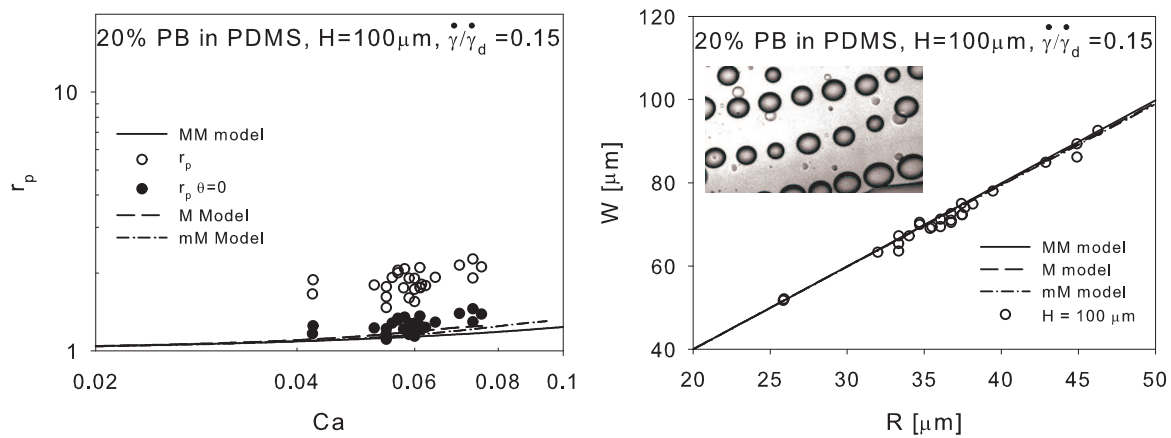 20% PB in PDMS, H=100μm, γ̇/γ̇d =0.15
10
MM model
rp
rp θ=0
M Model
mM Model
1
0.02 0.04 0.06 0.08 0.1
Ca
rp
20% PB in PDMS, H=100μm, γ̇/γ̇d =0.15
120
100
80
60
40
W [μm]
MM model
M model
mM model
H = 100 μm
20 25 30 35 40 45 50
R [μm]